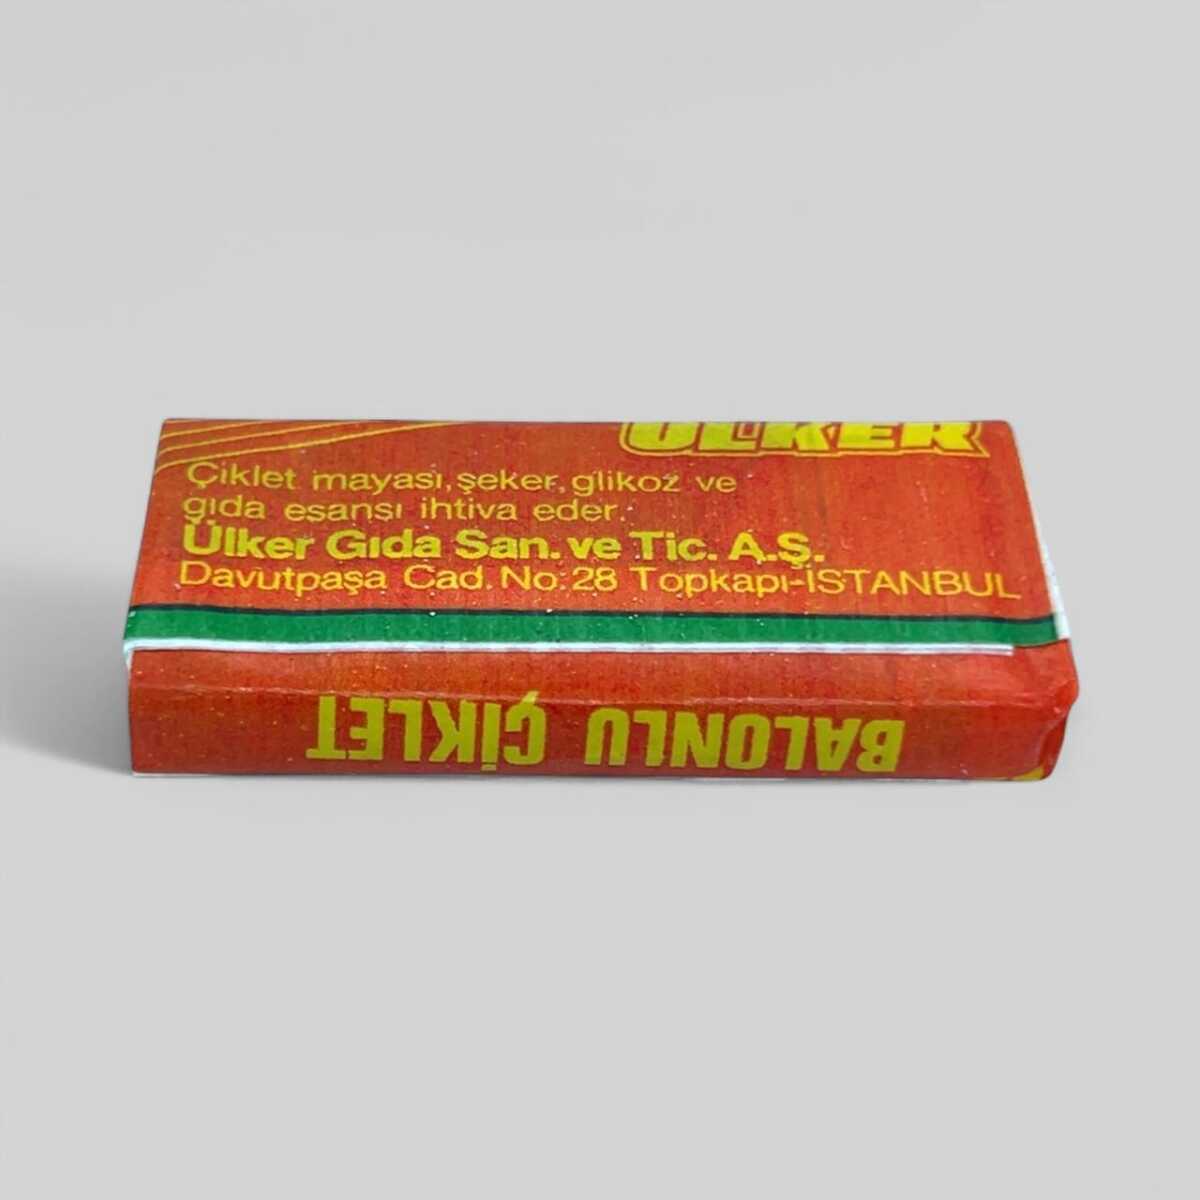 ÜLKER
Çiklet mayası, şeker, glikoz ve
gıda esansı ihtiva eder.
Ülker Gıda San. ve Tic. A.Ş.
Davutpaşa Cad. No: 28 Topkapı-İSTANBUL
BALONLU ÇİKLET